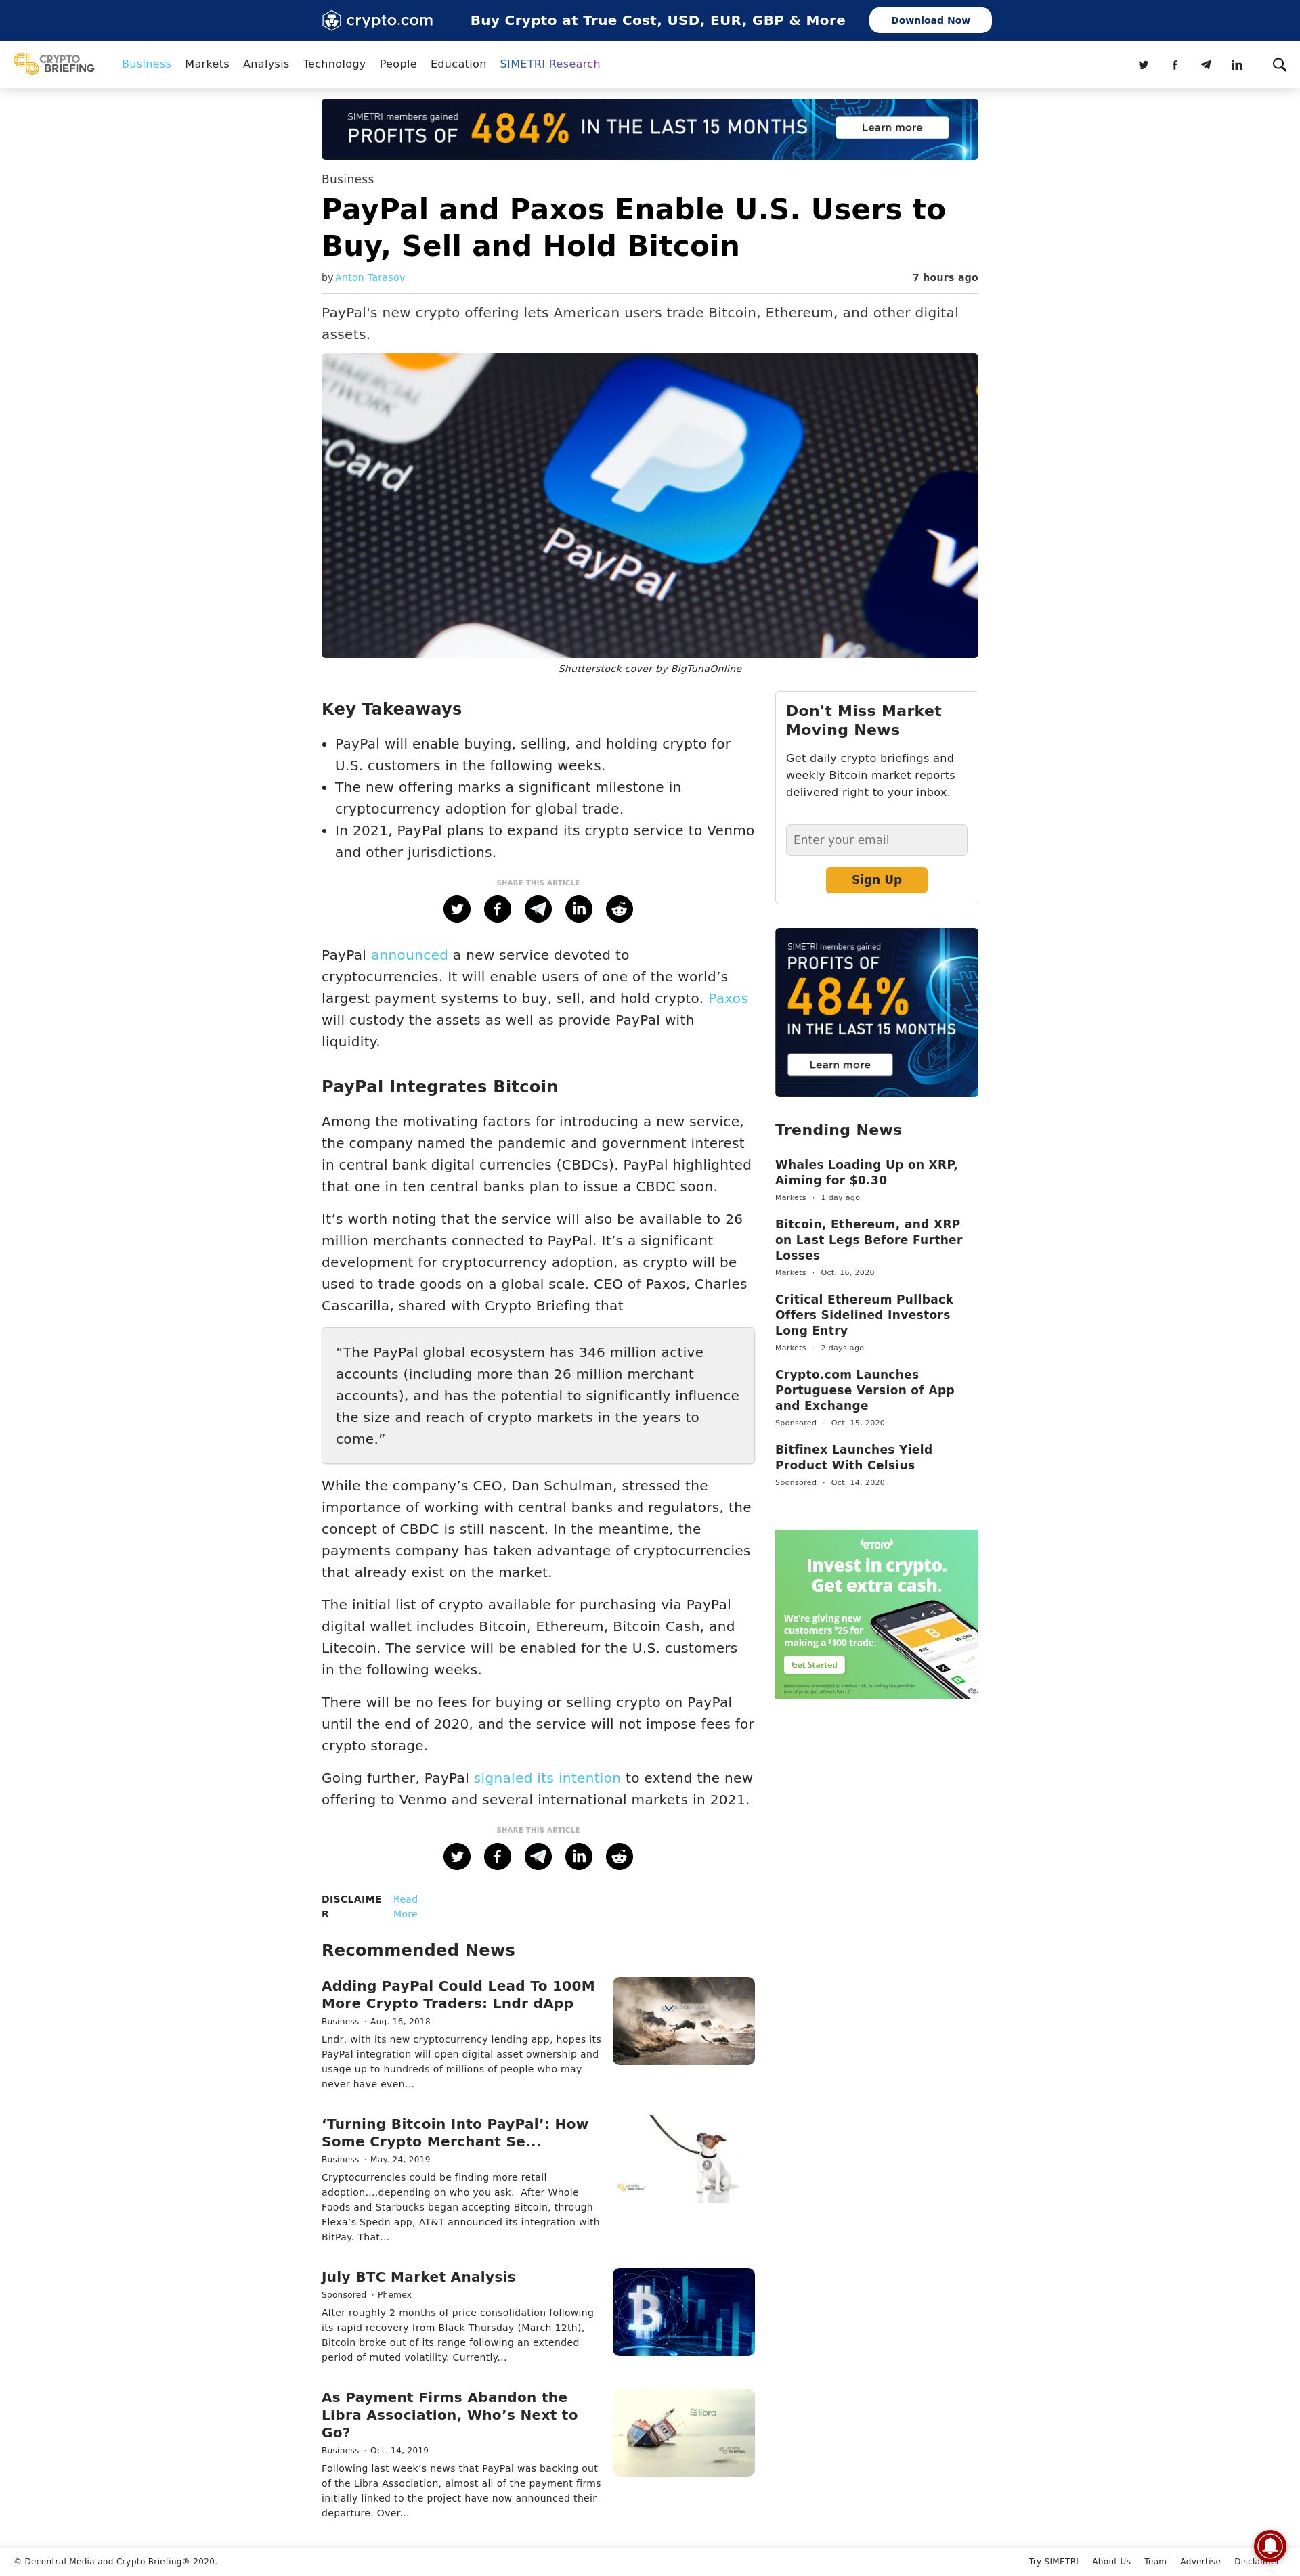 crypto.com
Buy Crypto at True Cost, USD, EUR, GBP & More
Download Now
CRYPTO
BRIEFING
Business Markets Analysis Technology People Education SIMETRI Research
SIMETRI members gained
PROFITS OF 484% IN THE LAST 15 MONTHS
Learn more
Business
PayPal and Paxos Enable U.S. Users to
Buy, Sell and Hold Bitcoin
by Anton Tarasov
7 hours ago
PayPal's new crypto offering lets American users trade Bitcoin, Ethereum, and other digital
assets.
NETWORK
PayPal
Shutterstock cover by BigTunaOnline
Key Takeaways
• PayPal will enable buying, selling, and holding crypto for
U.S. customers in the following weeks.
• The new offering marks a significant milestone in
cryptocurrency adoption for global trade.
• In 2021, PayPal plans to expand its crypto service to Venmo
and other jurisdictions.
SHARE THIS ARTICLE
PayPal announced a new service devoted to
cryptocurrencies. It will enable users of one of the world’s
largest payment systems to buy, sell, and hold crypto. Paxos
will custody the assets as well as provide PayPal with
liquidity.
PayPal Integrates Bitcoin
Among the motivating factors for introducing a new service,
the company named the pandemic and government interest
in central bank digital currencies (CBDCs). PayPal highlighted
that one in ten central banks plan to issue a CBDC soon.
It’s worth noting that the service will also be available to 26
million merchants connected to PayPal. It’s a significant
development for cryptocurrency adoption, as crypto will be
used to trade goods on a global scale. CEO of Paxos, Charles
Cascarilla, shared with Crypto Briefing that
“The PayPal global ecosystem has 346 million active
accounts (including more than 26 million merchant
accounts), and has the potential to significantly influence
the size and reach of crypto markets in the years to
come.”
While the company’s CEO, Dan Schulman, stressed the
importance of working with central banks and regulators, the
concept of CBDC is still nascent. In the meantime, the
payments company has taken advantage of cryptocurrencies
that already exist on the market.
The initial list of crypto available for purchasing via PayPal
digital wallet includes Bitcoin, Ethereum, Bitcoin Cash, and
Litecoin. The service will be enabled for the U.S. customers
in the following weeks.
There will be no fees for buying or selling crypto on PayPal
until the end of 2020, and the service will not impose fees for
crypto storage.
Going further, PayPal signaled its intention to extend the new
offering to Venmo and several international markets in 2021.
SHARE THIS ARTICLE
DISCLAIME
R
Read
More
Don't Miss Market
Moving News
Get daily crypto briefings and
weekly Bitcoin market reports
delivered right to your inbox.
Enter your email
Sign Up
SIMETRI members gained
PROFITS OF
484%
IN THE LAST 15 MONTHS
Learn more
Trending News
Whales Loading Up on XRP,
Aiming for $0.30
Markets · 1 day ago
Bitcoin, Ethereum, and XRP
on Last Legs Before Further
Losses
Markets · Oct. 16, 2020
Critical Ethereum Pullback
Offers Sidelined Investors
Long Entry
Markets · 2 days ago
Crypto.com Launches
Portuguese Version of App
and Exchange
Sponsored · Oct. 15, 2020
Bitfinex Launches Yield
Product With Celsius
Sponsored · Oct. 14, 2020
eToro
Invest in crypto.
Get extra cash.
We’re giving new
customers $25 for
making a $100 trade.
Get Started
Investments are subject to market risk, including the possible
loss of principal. eToro USA LLC
Recommended News
Adding PayPal Could Lead To 100M
More Crypto Traders: Lndr dApp
Business · Aug. 16, 2018
Lndr, with its new cryptocurrency lending app, hopes its
PayPal integration will open digital asset ownership and
usage up to hundreds of millions of people who may
never have even...
‘Turning Bitcoin Into PayPal’: How
Some Crypto Merchant Se...
Business · May. 24, 2019
Cryptocurrencies could be finding more retail
adoption….depending on who you ask. After Whole
Foods and Starbucks began accepting Bitcoin, through
Flexa’s Spedn app, AT&T announced its integration with
BitPay. That...
CRYPTO
BRIEFING
July BTC Market Analysis
Sponsored · Phemex
After roughly 2 months of price consolidation following
its rapid recovery from Black Thursday (March 12th),
Bitcoin broke out of its range following an extended
period of muted volatility. Currently...
As Payment Firms Abandon the
Libra Association, Who’s Next to
Go?
Business · Oct. 14, 2019
Following last week’s news that PayPal was backing out
of the Libra Association, almost all of the payment firms
initially linked to the project have now announced their
departure. Over...
libra
CRYPTO
BRIEFING
© Decentral Media and Crypto Briefing® 2020.
Try SIMETRI About Us Team Advertise Disclaimer